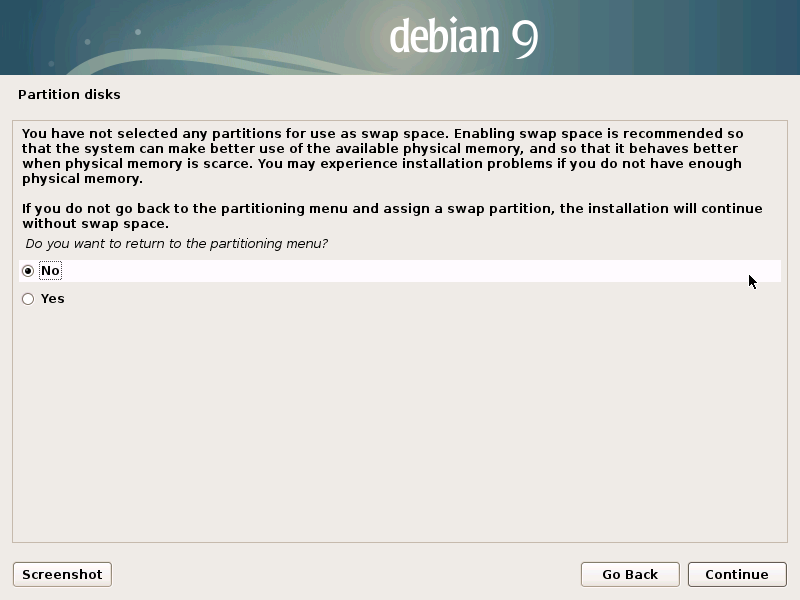 debian 9
Partition disks
You have not selected any partitions for use as swap space. Enabling swap space is recommended so
that the system can make better use of the available physical memory, and so that it behaves better
when physical memory is scarce. You may experience installation problems if you do not have enough
physical memory.
If you do not go back to the partitioning menu and assign a swap partition, the installation will continue
without swap space.
Do you want to return to the partitioning menu?
No
Yes
Screenshot
Go Back
Continue